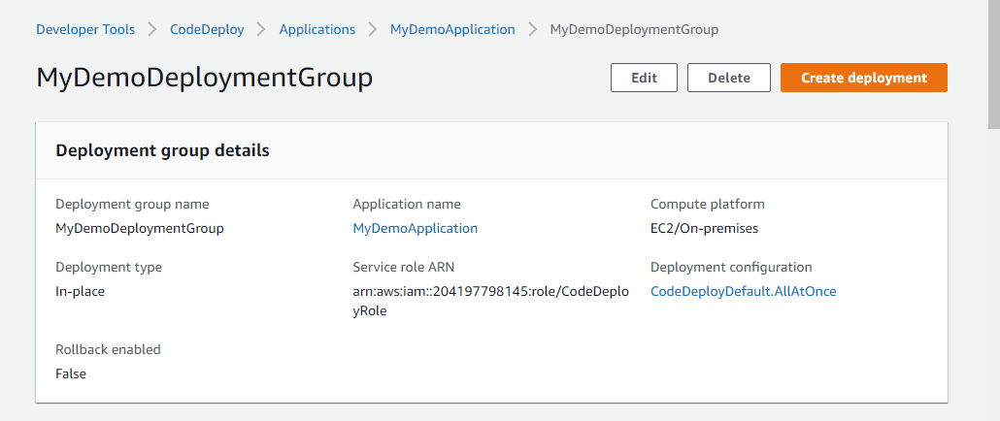 Developer Tools > CodeDeploy > Applications > MyDemoApplication > MyDemoDeploymentGroup
MyDemoDeploymentGroup Edit Delete Create deployment
Deployment group details
Deployment group name Application name Compute platform
MyDemoDeploymentGroup MyDemoApplication EC2/On-premises
Deployment type Service role ARN Deployment configuration
In-place arn:aws:iam::204197798145:role/CodeDeplo CodeDeployDefault.AllAtOnce
yRole
Rollback enabled
False